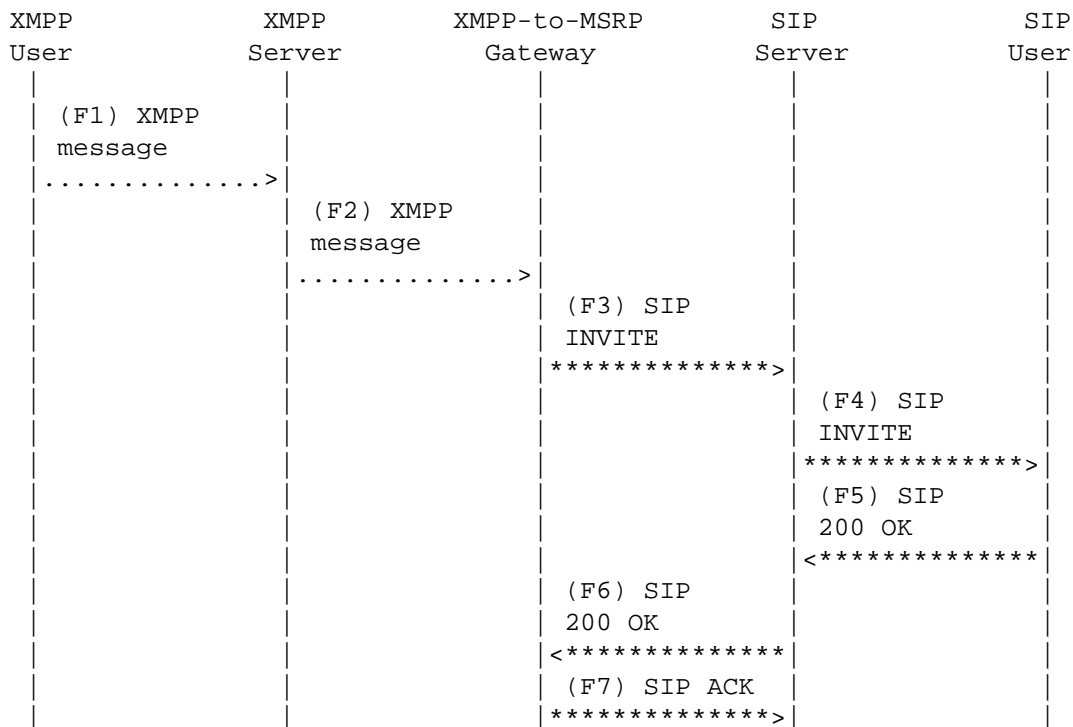 XMPP XMPP XMPP-to-MSRP SIP SIP
User Server Gateway Server User
(F1) XMPP
message
(F2) XMPP
message
(F3) SIP
INVITE
(F4) SIP
INVITE
(F5) SIP
200 OK
(F6) SIP
200 OK
(F7) SIP ACK